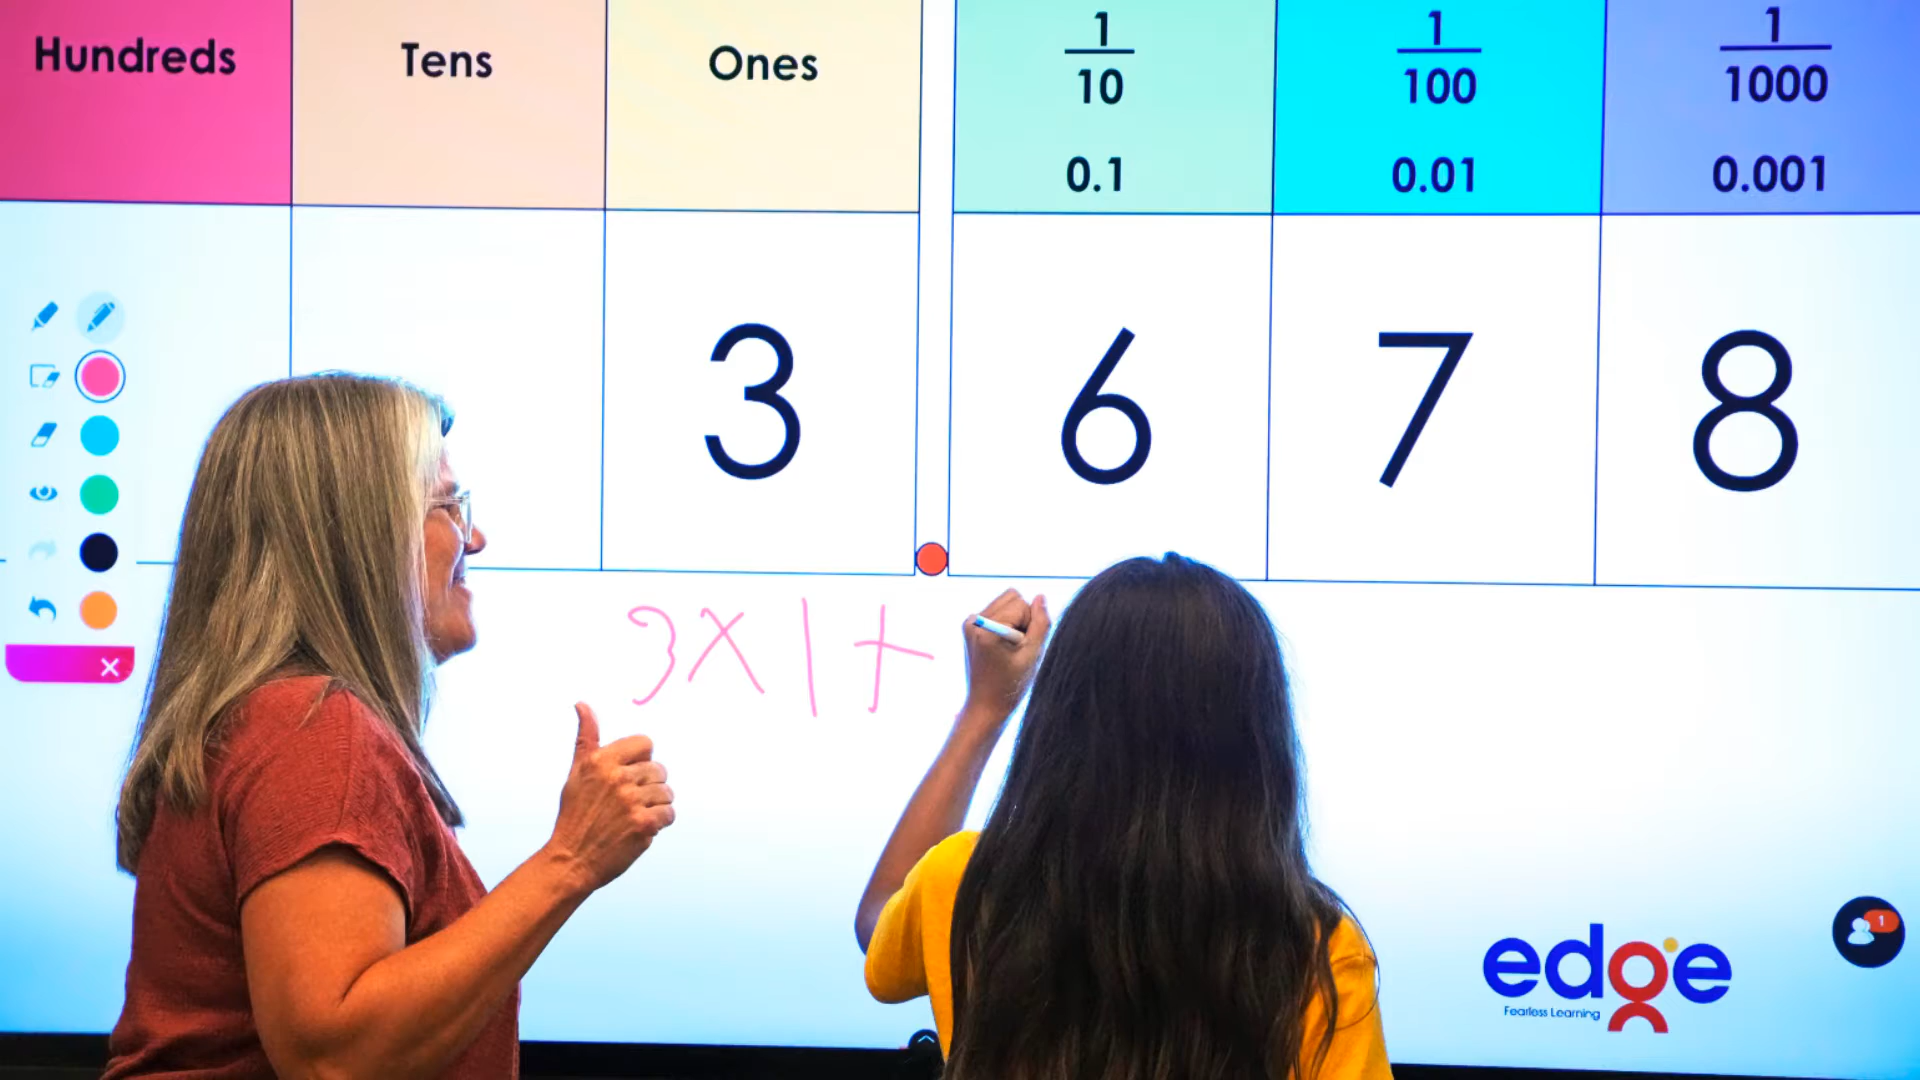 Hundreds Tens Ones 1/10 1/100 1/1000
0.1 0.01 0.001
3 6 7 8
3x1+
edge
Fearless Learning
1